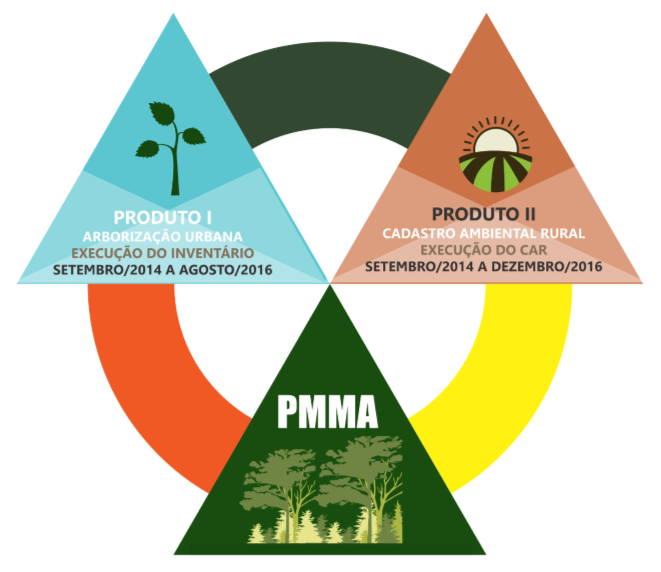 PRODUTO I
ARBORIZAÇÃO URBANA
EXECUÇÃO DO INVENTÁRIO
SETEMBRO/2014 A AGOSTO/2016
PRODUTO II
CADASTRO AMBIENTAL RURAL
EXECUÇÃO DO CAR
SETEMBRO/2014 A DEZEMBRO/2016
PMMA